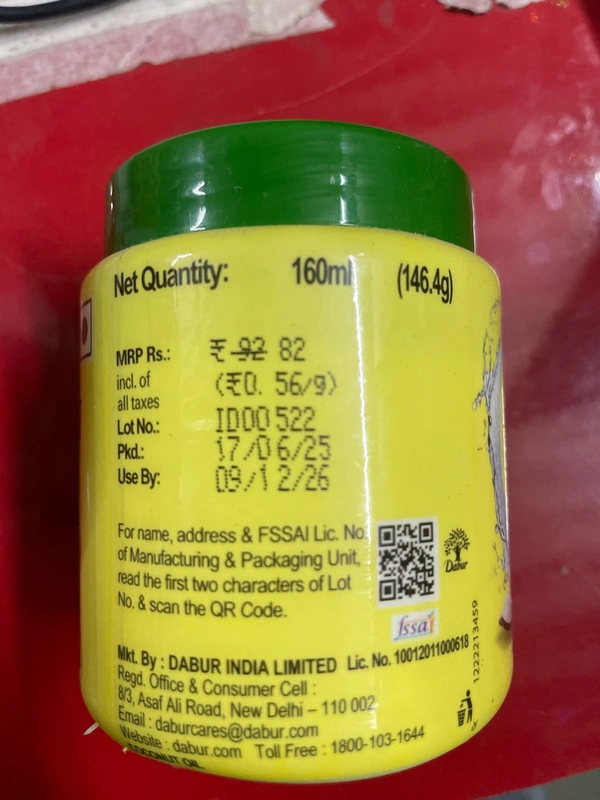 Net Quantity: 160ml (146.4g)
MRP Rs.: ₹ 92 82
incl. of (₹0. 56/g)
all taxes
Lot No.: ID00522
Pkd.: 17/06/25
Use By: 09/12/26
For name, address & FSSAI Lic. No.
of Manufacturing & Packaging Unit,
read the first two characters of Lot
No. & scan the QR Code.
Dabur
fssai
Mkt. By : DABUR INDIA LIMITED Lic. No. 10012011000618
Regd. Office & Consumer Cell :
8/3, Asaf Ali Road, New Delhi – 110 002
Email : daburcares@dabur.com
Website : dabur.com Toll Free : 1800-103-1644
COCONUT OIL
1222213459